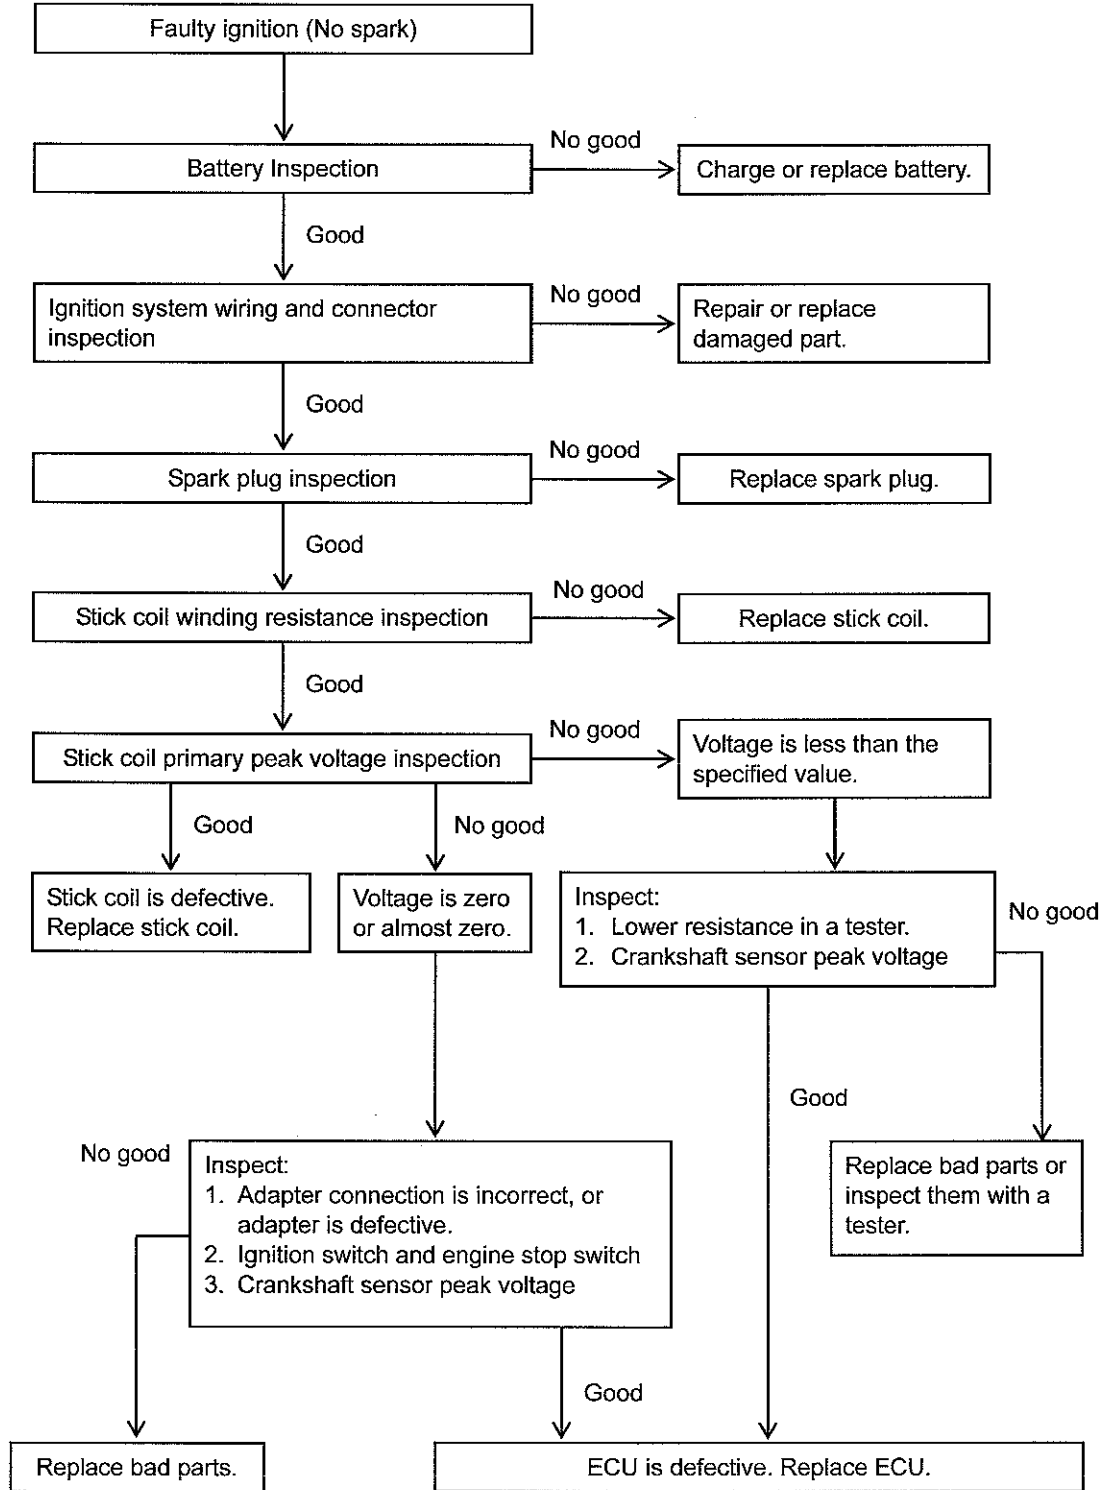 Faulty ignition (No spark)
No good
Battery Inspection
Charge or replace battery.
Good
No good
Ignition system wiring and connector
inspection
Repair or replace
damaged part.
Good
No good
Spark plug inspection
Replace spark plug.
Good
No good
Stick coil winding resistance inspection
Replace stick coil.
Good
No good
Stick coil primary peak voltage inspection
Voltage is less than the
specified value.
Good
No good
Stick coil is defective.
Replace stick coil.
Voltage is zero
or almost zero.
Inspect:
1. Lower resistance in a tester.
2. Crankshaft sensor peak voltage
No good
Good
No good
Inspect:
1. Adapter connection is incorrect, or
adapter is defective.
2. Ignition switch and engine stop switch
3. Crankshaft sensor peak voltage
Replace bad parts or
inspect them with a
tester.
Good
Replace bad parts.
ECU is defective. Replace ECU.